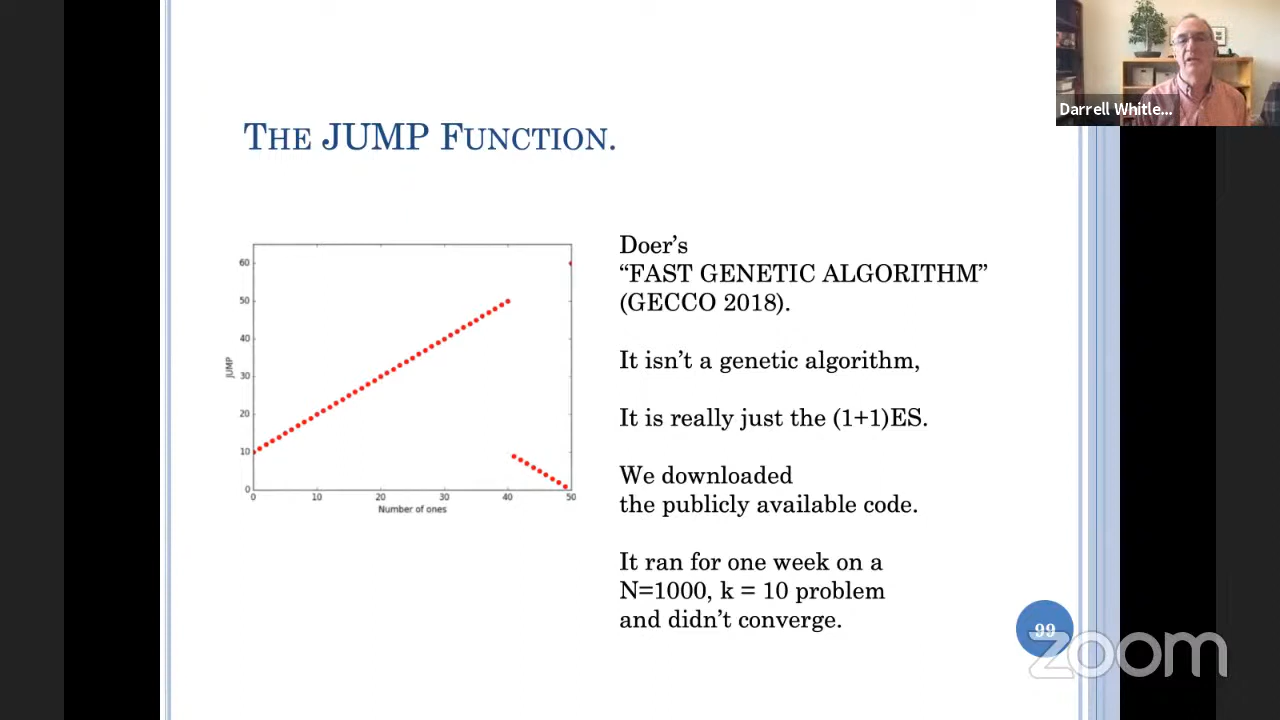 Darrell Whitle...
THE JUMP FUNCTION.
Doer's
"FAST GENETIC ALGORITHM"
(GECCO 2018).
It isn't a genetic algorithm,
It is really just the (1+1)ES.
We downloaded
the publicly available code.
It ran for one week on a
N=1000, k = 10 problem
and didn't converge.
60
50
40
30
20
10
0
JUMP
0 10 20 30 40 50
Number of ones
99
zoom